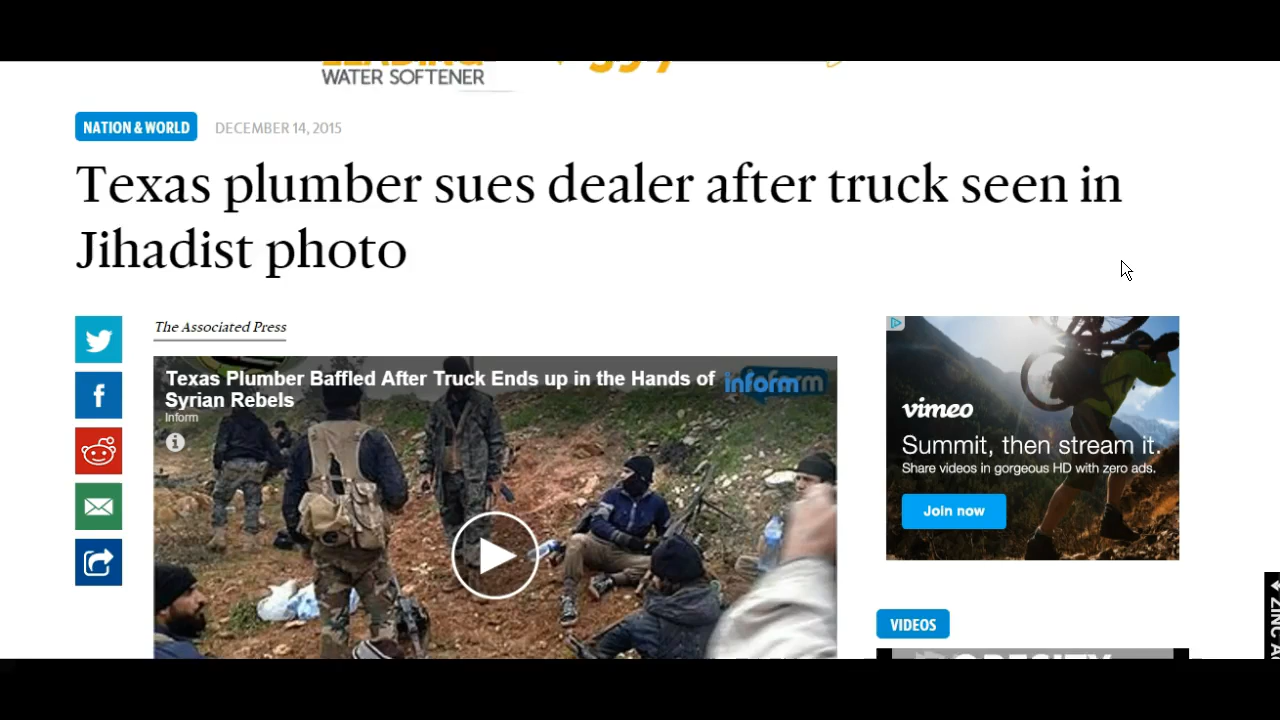 WATER SOFTENER
NATION & WORLD
DECEMBER 14, 2015
Texas plumber sues dealer after truck seen in
Jihadist photo
The Associated Press
Texas Plumber Baffled After Truck Ends up in the Hands of
Syrian Rebels
Inform
inform
vimeo
Summit, then stream it.
Share videos in gorgeous HD with zero ads.
Join now
VIDEOS
OBESITY